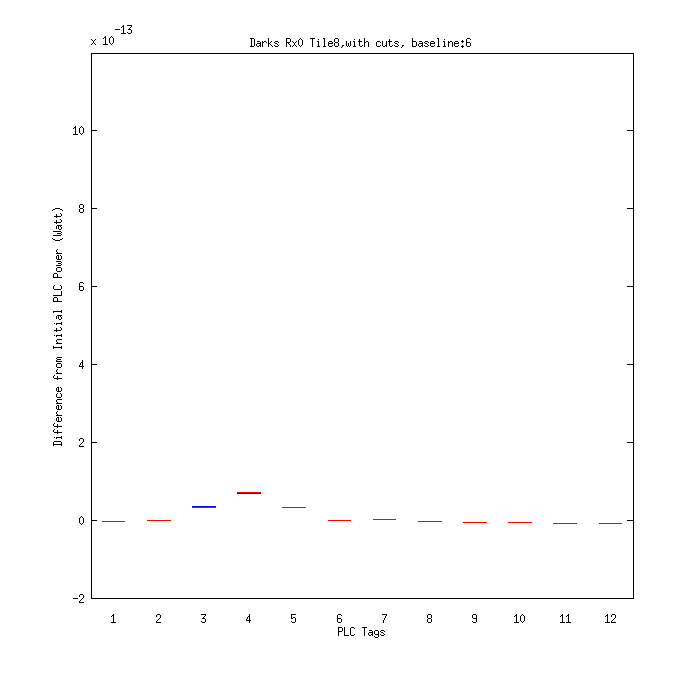 x 10-13
Darks Rx0 Tile8,with cuts, baseline:6
Difference from Initial PLC Power (Watt)
10
8
6
4
2
0
-2
1 2 3 4 5 6 7 8 9 10 11 12
PLC Tags